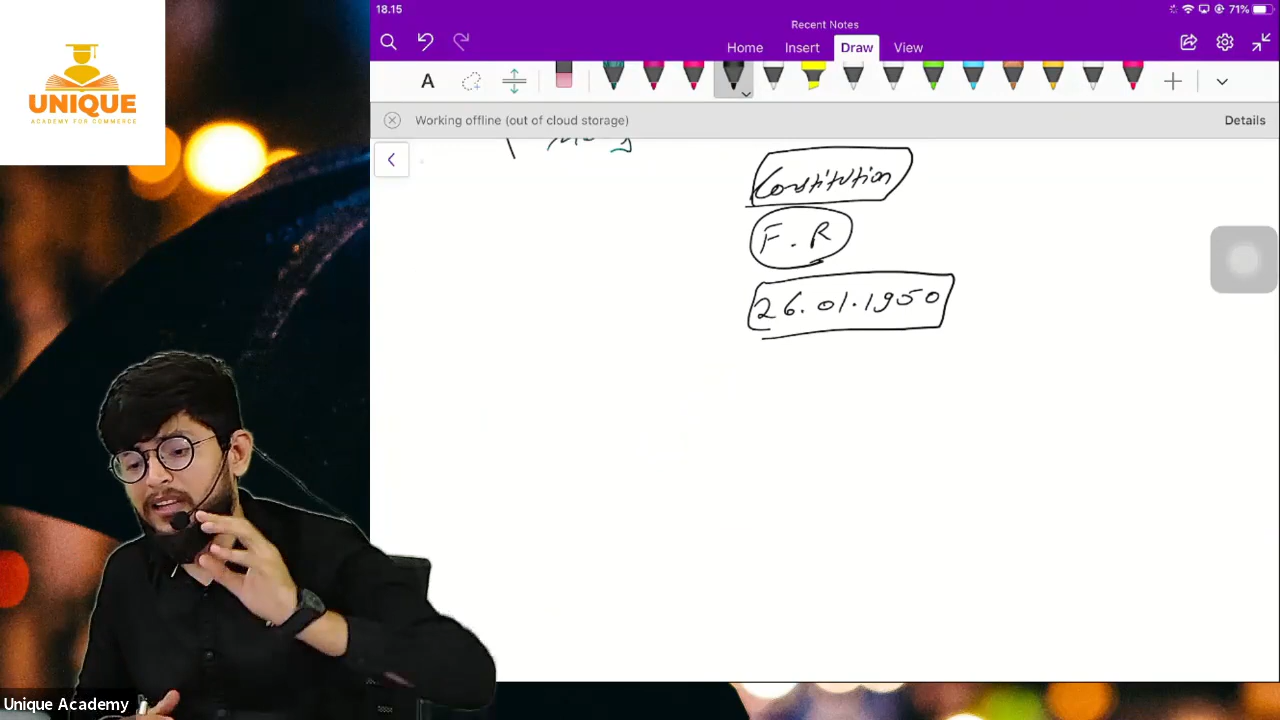 UNIQUE
ACADEMY FOR COMMERCE
18.15
71%
Recent Notes
Home Insert Draw View
A
Working offline (out of cloud storage)
Details
Constitution
F.R
26.01.1950
Unique Academy